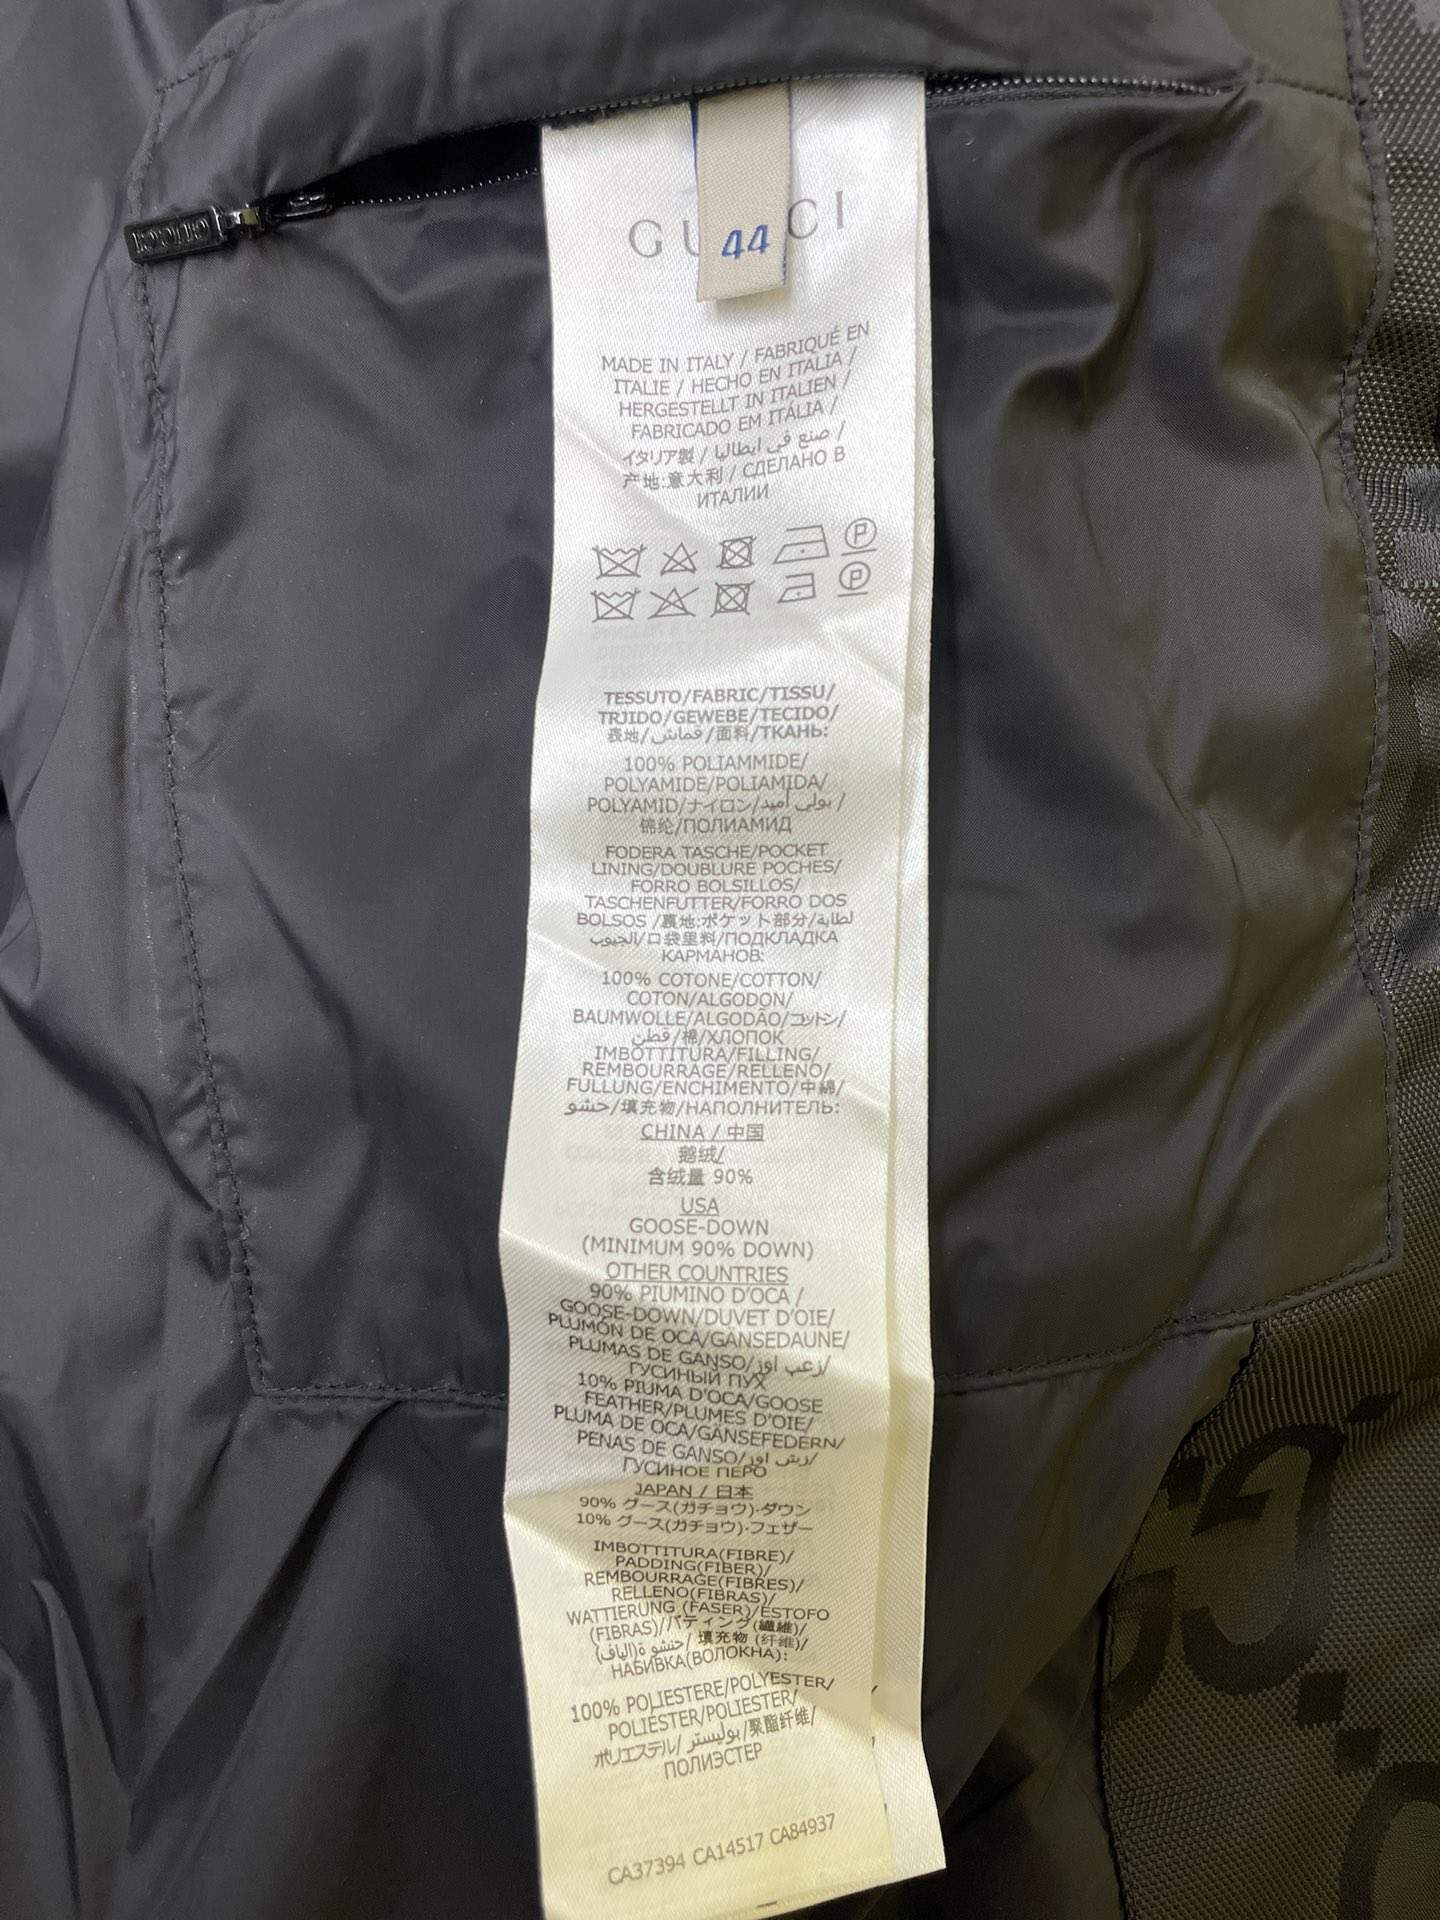 GUCCI
GUCCI
44
MADE IN ITALY / FABRIQUÉ EN
ITALIE / HECHO EN ITALIA /
HERGESTELLT IN ITALIEN /
FABRICADO EM ITÁLIA /
イタリア製 / صنع في ايطاليا /
产地:意大利 / СДЕЛАНО В
ИТАЛИИ
P
P
TESSUTO/FABRIC/TISSU/
TRJIDO/GEWEBE/TECIDO/
表地/قماش/面料/ТКАНЬ:
100% POLIAMMIDE/
POLYAMIDE/POLIAMIDA/
POLYAMID/ナイロン/بولي أميد/
锦纶/ПОЛИАМИД
FODERA TASCHE/POCKET
LINING/DOUBLURE POCHES/
FORRO BOLSILLOS/
TASCHENFUTTER/FORRO DOS
BOLSOS /裏地:ポケット部分/لطابة
الجيوب/口袋里料/ПОДКЛАДКА
КАРМАНОВ:
100% COTONE/COTTON/
COTON/ALGODON/
BAUMWOLLE/ALGODÃO/コットン/
قطن/棉/ХЛОПОК
IMBOTTITURA/FILLING/
REMBOURRAGE/RELLENO/
FULLUNG/ENCHIMENTO/中綿/
حشو/填充物/НАПОЛНИТЕЛЬ:
CHINA / 中国
鹅绒/
含绒量 90%
USA
GOOSE-DOWN
(MINIMUM 90% DOWN)
OTHER COUNTRIES
90% PIUMINO D'OCA /
GOOSE-DOWN/DUVET D'OIE/
PLUMÓN DE OCA/GÄNSEDAUNE/
PLUMAS DE GANSO/زعب اوز/
ГУСИНЫЙ ПУХ
10% PIUMA D'OCA/GOOSE
FEATHER/PLUMES D'OIE/
PLUMA DE OCA/GÄNSEFEDERN/
PENAS DE GANSO/ريش اوز/
ГУСИНОЕ ПЕРО
JAPAN / 日本
90% グース(ガチョウ)·ダウン
10% グース(ガチョウ)·フェザー
IMBOTTITURA(FIBRE)/
PADDING(FIBER)/
REMBOURRAGE(FIBRES)/
RELLENO(FIBRAS)/
WATTIERUNG (FASER)/ESTOFO
(FIBRAS)/パディング(繊維)/
حنشو ة(الياف)/填充物 (纤维)/
НАБИВКА(ВОЛОКНА):
100% POLIESTERE/POLYESTER/
POLIESTER/POLIESTER/
ポリエステル/بوليستر/聚酯纤维/
ПОЛИЭСТЕР
CA37394 CA14517 CA84937